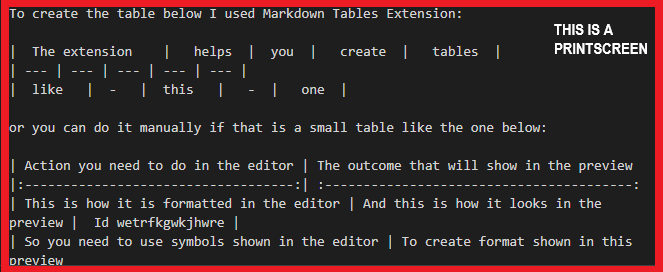 To create the table below I used Markdown Tables Extension:
THIS IS A
PRINTSCREEN
|  The extension    |   helps  |  you  |   create  |   tables  |
| --- | --- | --- | --- | --- |
|  like   |  -   |  this   |  -  |   one  |
or you can do it manually if that is a small table like the one below:
| Action you need to do in the editor | The outcome that will show in the preview
|:-----------------------------------:| :----------------------------------------:
| This is how it is formatted in the editor | And this is how it looks in the
preview |  Id wetrfkgwkjhwre |
| So you need to use symbols shown in the editor | To create format shown in this
preview